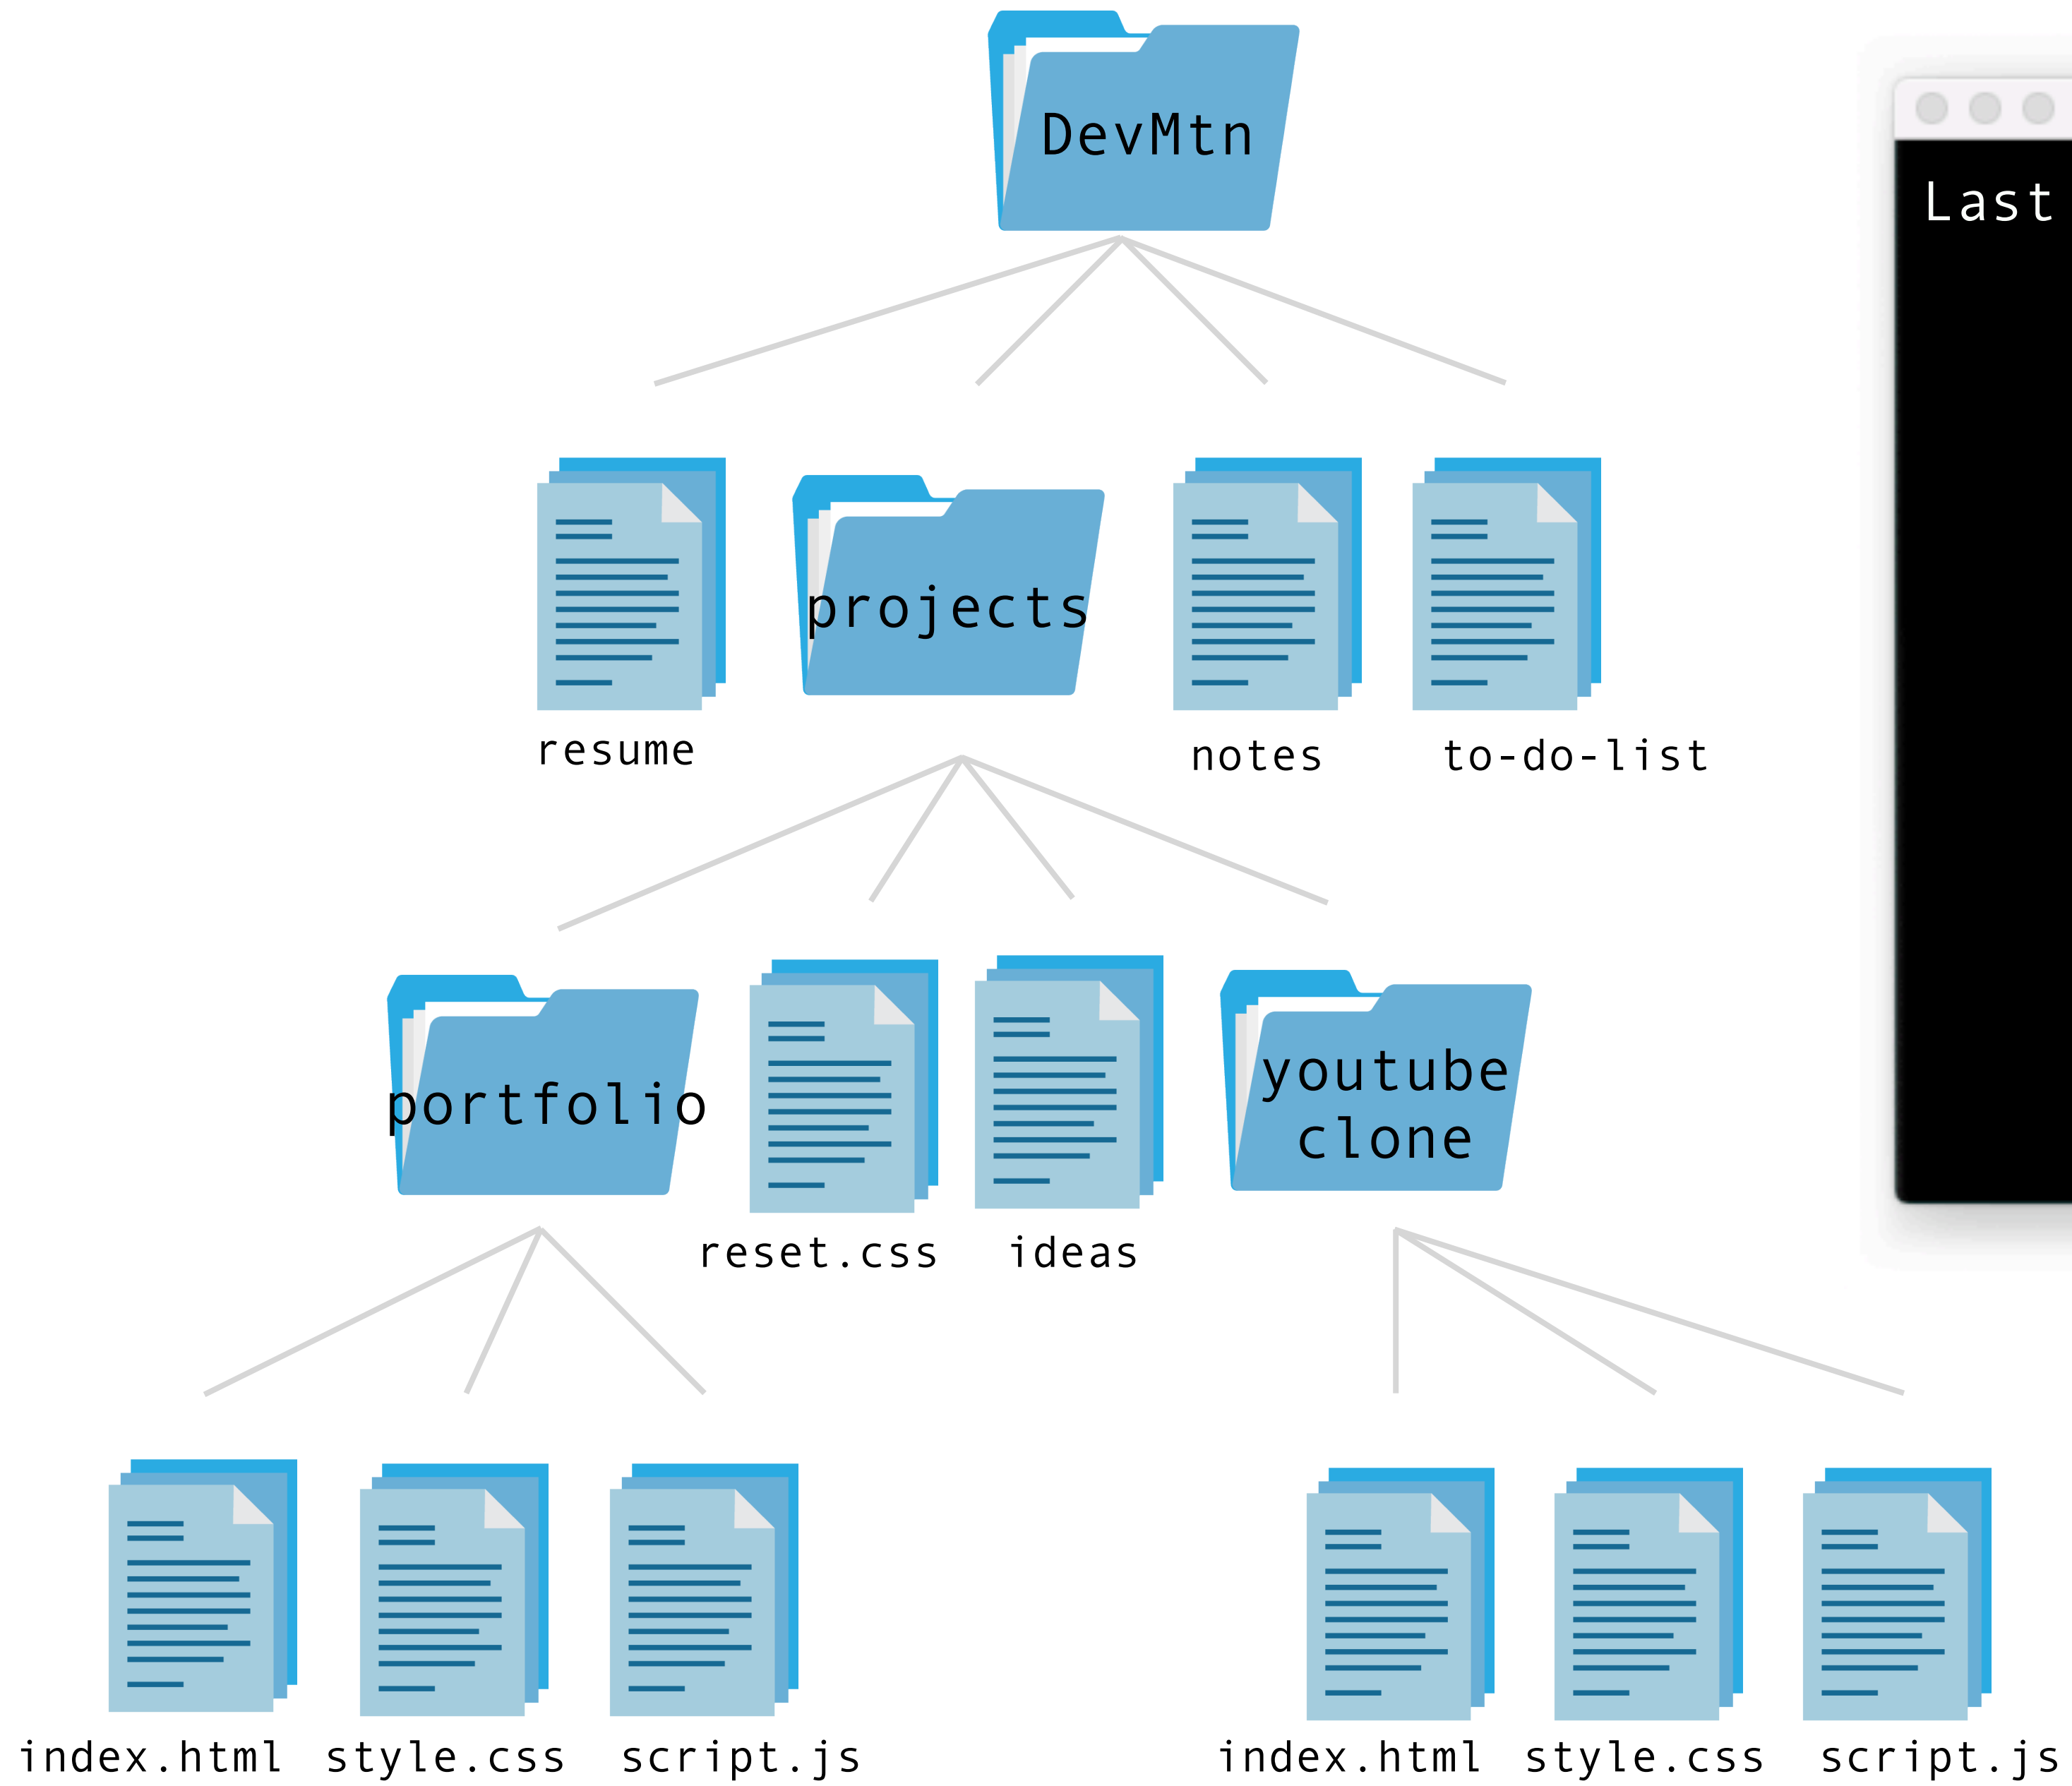 DevMtn
Last
projects
resume
notes
to-do-list
portfolio
youtube
clone
reset.css
ideas
index.html
style.css
script.js
index.html
style.css
script.js